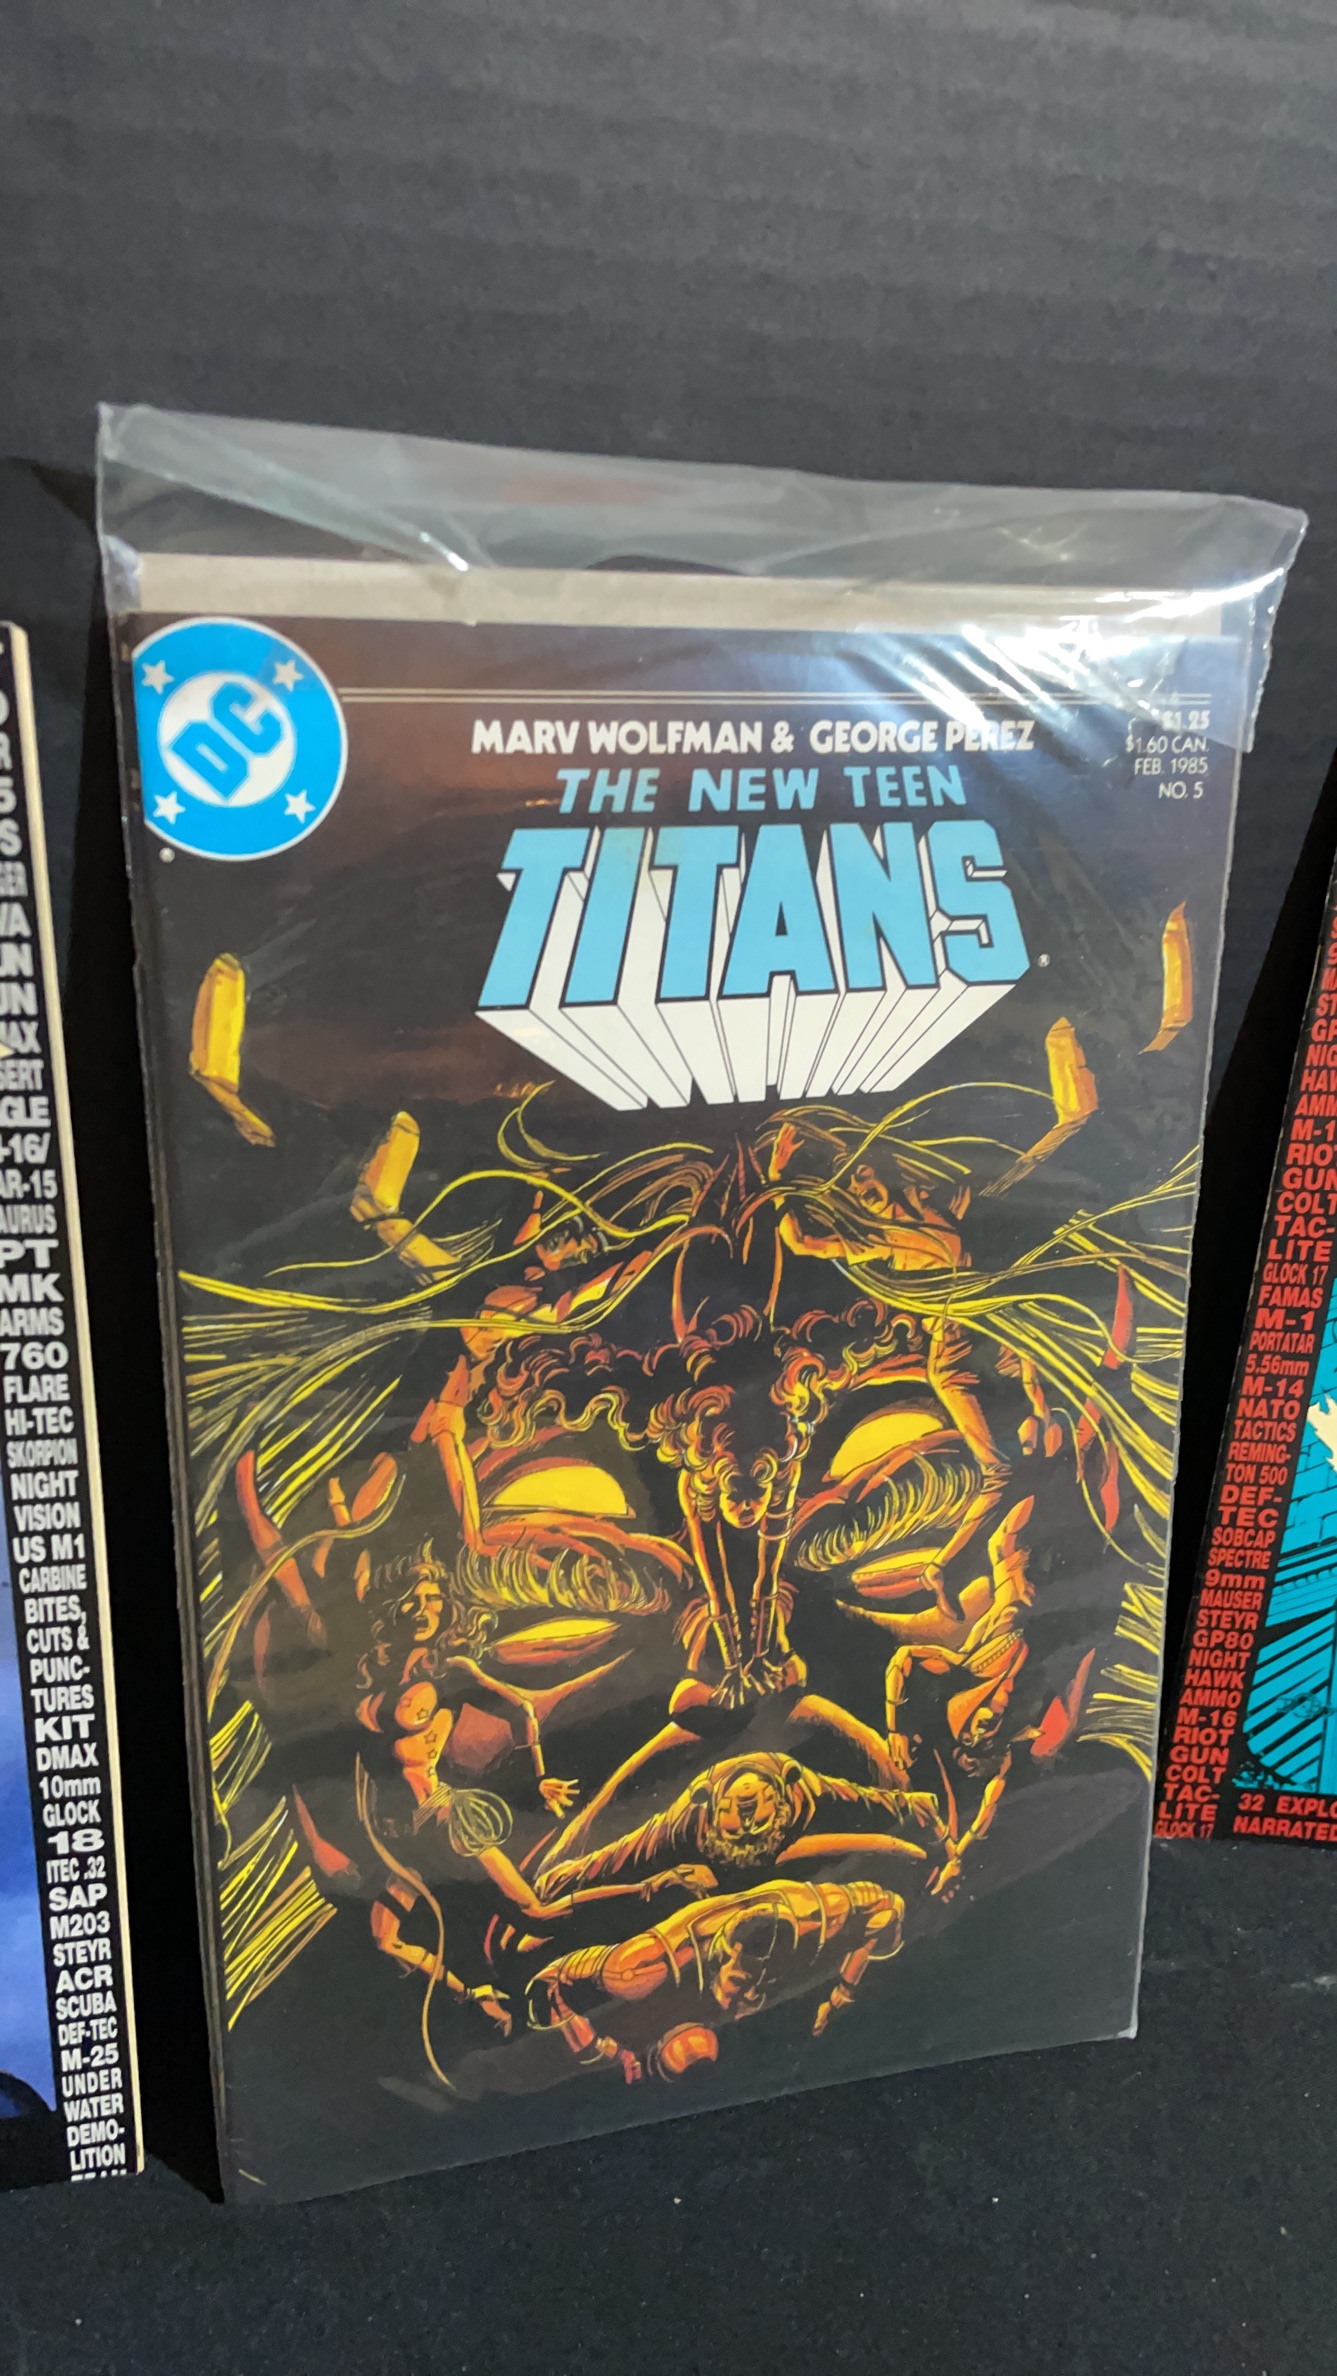 DC
MARV WOLFMAN & GEORGE PEREZ
THE NEW TEEN
TITANS
®
$1.25
$1.60 CAN.
FEB. 1985
NO. 5
PT
MK
ARMS
760
FLARE
HI-TEC
SKORPION
NIGHT
VISION
US M1
CARBINE
BITES,
CUTS &
PUNC-
TURES
KIT
DMAX
10mm
GLOCK
18
ITEC .32
SAP
M203
STEYR
ACR
SCUBA
DEF-TEC
M-25
UNDER
WATER
DEMO-
LITION
GUN
COLT
TAC-
LITE
GLOCK 17
FAMAS
M-1
PORTATAR
5.56mm
M-14
NATO
TACTICS
REMING-
TON 500
DEF-
TEC
SOBCAP
SPECTRE
9mm
MAUSER
STEYR
GP80
NIGHT
HAWK
AMMO
M-16
RIOT
GUN
COLT
TAC-
LITE
GLOCK 17
32